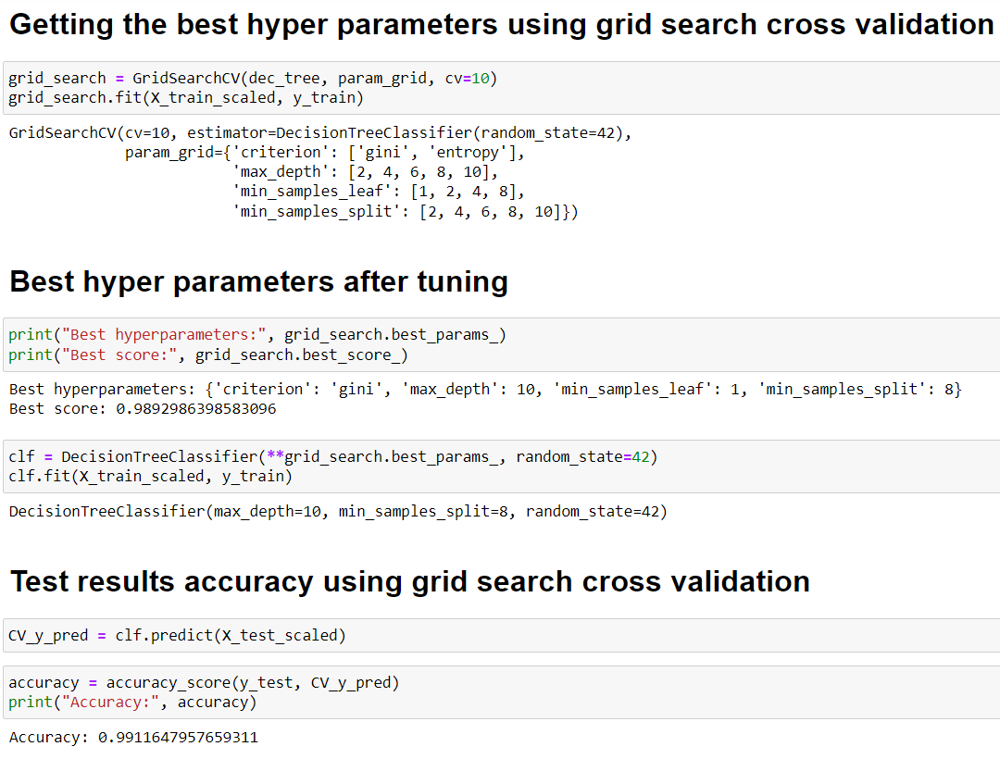 Getting the best hyper parameters using grid search cross validation
grid_search = GridSearchCV(dec_tree, param_grid, cv=10)
grid_search.fit(X_train_scaled, y_train)
GridSearchCV(cv=10, estimator=DecisionTreeClassifier(random_state=42),
             param_grid={'criterion': ['gini', 'entropy'],
                         'max_depth': [2, 4, 6, 8, 10],
                         'min_samples_leaf': [1, 2, 4, 8],
                         'min_samples_split': [2, 4, 6, 8, 10]})
Best hyper parameters after tuning
print("Best hyperparameters:", grid_search.best_params_)
print("Best score:", grid_search.best_score_)
Best hyperparameters: {'criterion': 'gini', 'max_depth': 10, 'min_samples_leaf': 1, 'min_samples_split': 8}
Best score: 0.9892986398583096
clf = DecisionTreeClassifier(**grid_search.best_params_, random_state=42)
clf.fit(X_train_scaled, y_train)
DecisionTreeClassifier(max_depth=10, min_samples_split=8, random_state=42)
Test results accuracy using grid search cross validation
CV_y_pred = clf.predict(X_test_scaled)
accuracy = accuracy_score(y_test, CV_y_pred)
print("Accuracy:", accuracy)
Accuracy: 0.9911647957659311